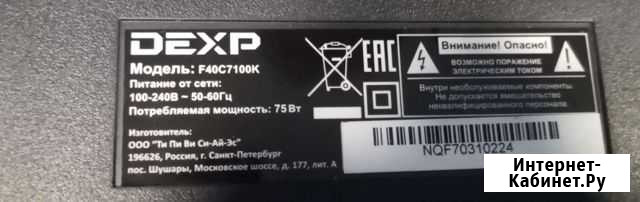 DEXP
Модель: F40C7100K
Питание от сети:
100-240В ~ 50-60Гц
Потребляемая мощность: 75 Вт
Изготовитель:
ООО "Ти Пи Ви Си-Ай-Эс"
196626, Россия, г. Санкт-Петербург
пос. Шушары, Московское шоссе, д. 177, лит. А
EAC
Внимание! Опасно!
ВОЗМОЖНО ПОРАЖЕНИЕ
ЭЛЕКТРИЧЕСКИМ ТОКОМ
Внутри необслуживаемые компоненты.
Не допускается вмешательство
неквалифицированного персонала.
NQF70310224
Интернет-
Кабинет.Ру